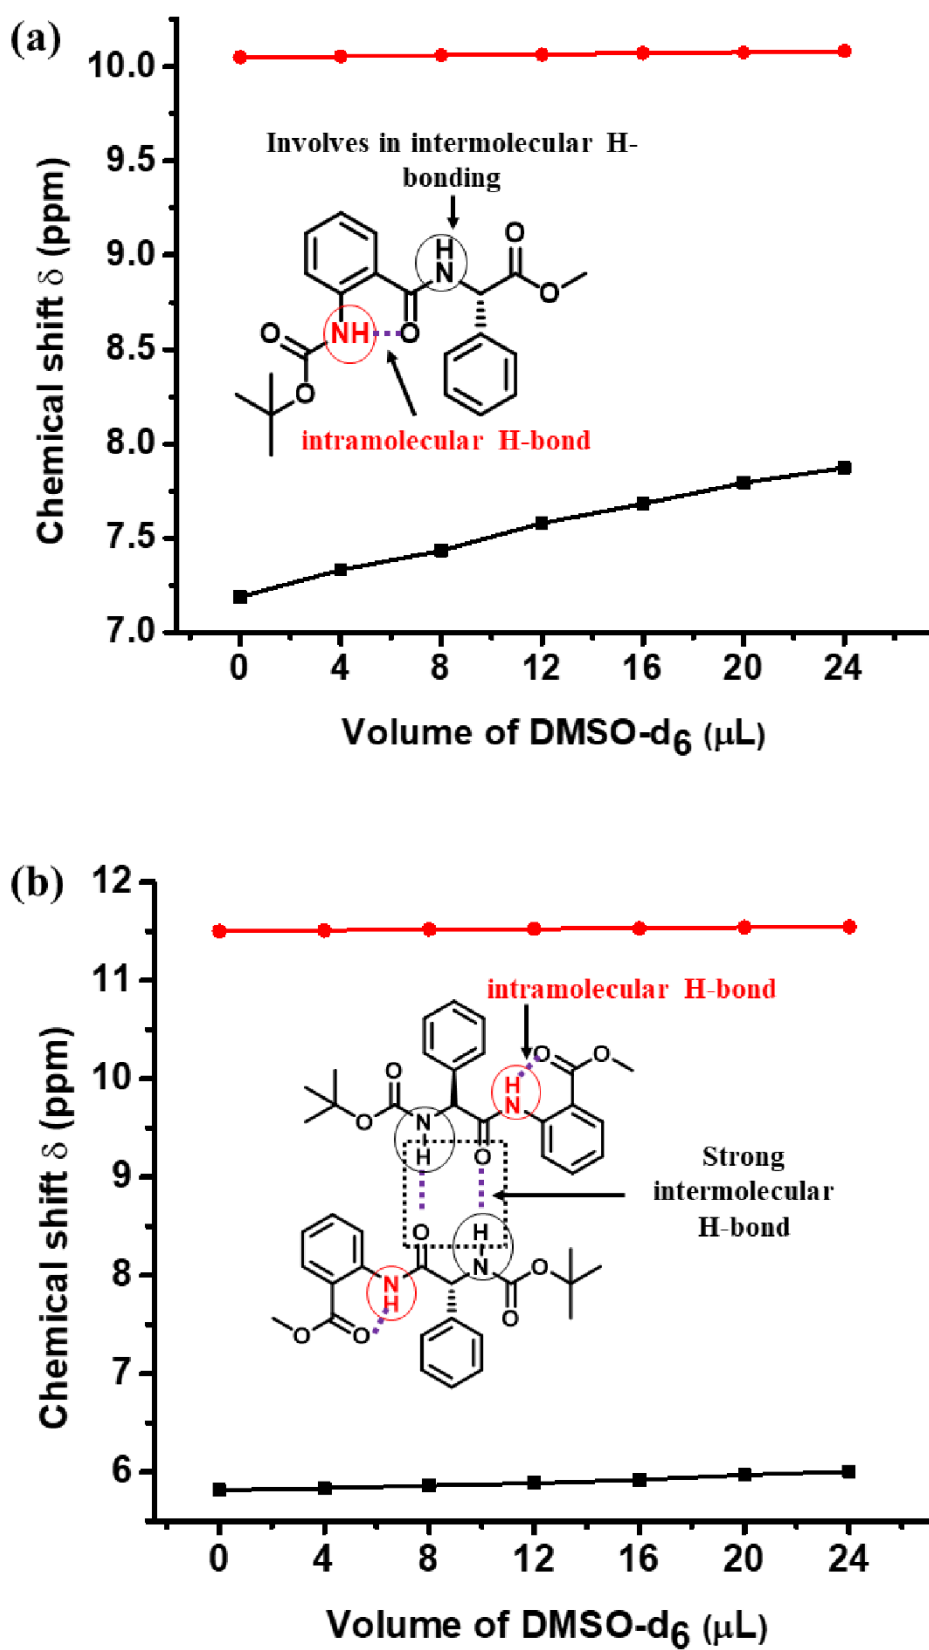 (a)
Chemical shift δ (ppm)
10.0
9.5
9.0
8.5
8.0
7.5
7.0
Involves in intermolecular H-
bonding
H
N
O
O
NH
O
O
O
intramolecular H-bond
0 4 8 12 16 20 24
Volume of DMSO-d6 (μL)
(b)
Chemical shift δ (ppm)
12
11
10
9
8
7
6
intramolecular H-bond
O
O
H
N
O
O
N
H
O
Strong
intermolecular
H-bond
O
H
N
O
N
H
O
O
O
0 4 8 12 16 20 24
Volume of DMSO-d6 (μL)